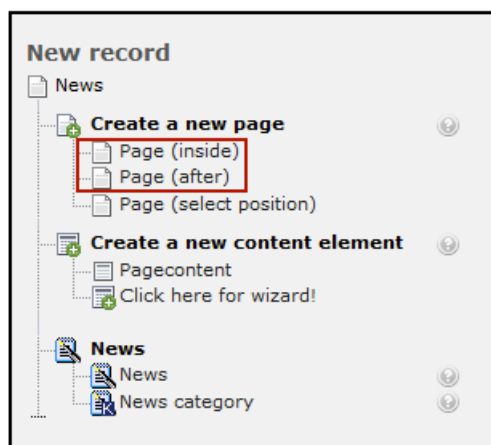 New record
News
Create a new page
Page (inside)
Page (after)
Page (select position)
Create a new content element
Pagecontent
Click here for wizard!
News
News
News category